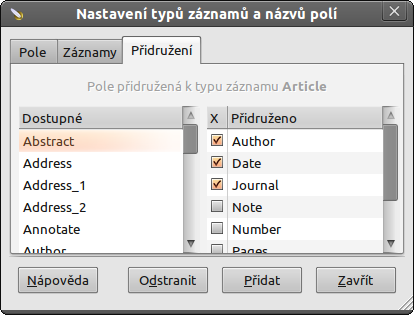 Nastavení typů záznamů a názvů polí
Pole Záznamy Přidružení
Pole přidružená k typu záznamu Article
Dostupné
Abstract
Address
Address_1
Address_2
Annotate
Author
X Přidruženo
Author
Date
Journal
Note
Number
Pages
Nápověda Odstranit Přidat Zavřít